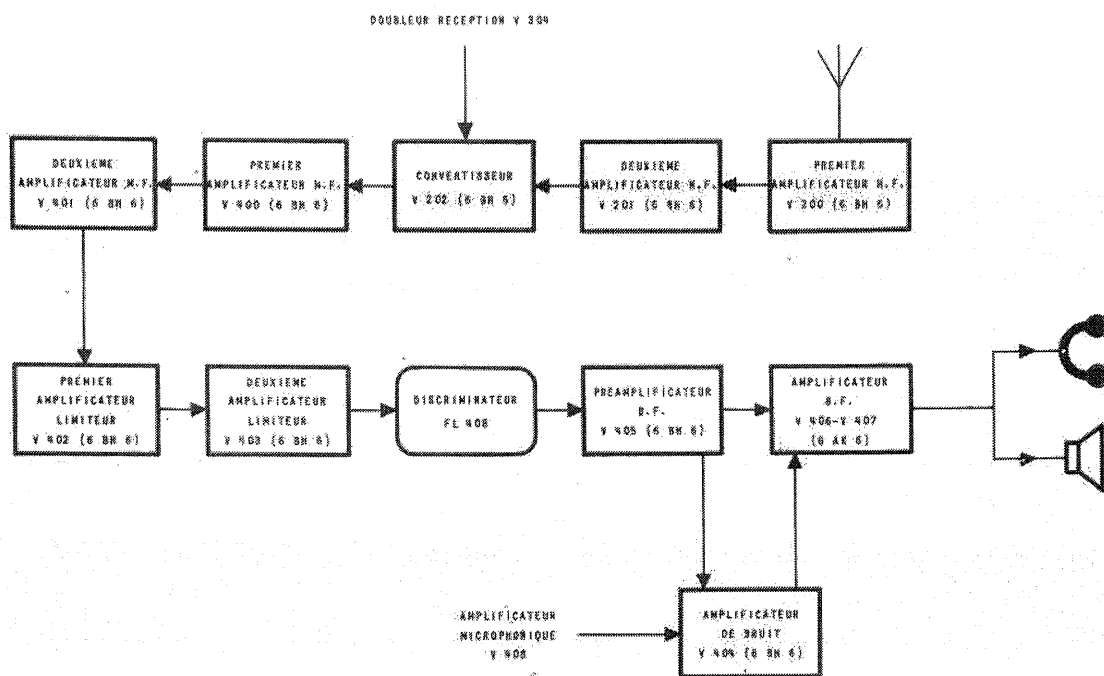 DOUBLEUR RECEPTION V 304
DEUXIEME
AMPLIFICATEUR M.F.
V 401 (6 BH 6)
PREMIER
AMPLIFICATEUR M.F.
V 400 (6 BH 6)
CONVERTISSEUR
V 202 (6 BH 6)
DEUXIEME
AMPLIFICATEUR H.F.
V 201 (6 BH 6)
PREMIER
AMPLIFICATEUR H.F.
V 200 (6 BH 6)
PREMIER
AMPLIFICATEUR
LIMITEUR
V 402 (6 BH 6)
DEUXIEME
AMPLIFICATEUR
LIMITEUR
V 403 (6 BH 6)
DISCRIMINATEUR
FL 406
PREAMPLIFICATEUR
B.F.
V 405 (6 BH 6)
AMPLIFICATEUR
B.F.
V 406-V 407
(6 AK 6)
AMPLIFICATEUR
MICROPHONIQUE
V 408
AMPLIFICATEUR
DE BRUIT
V 404 (6 BH 6)